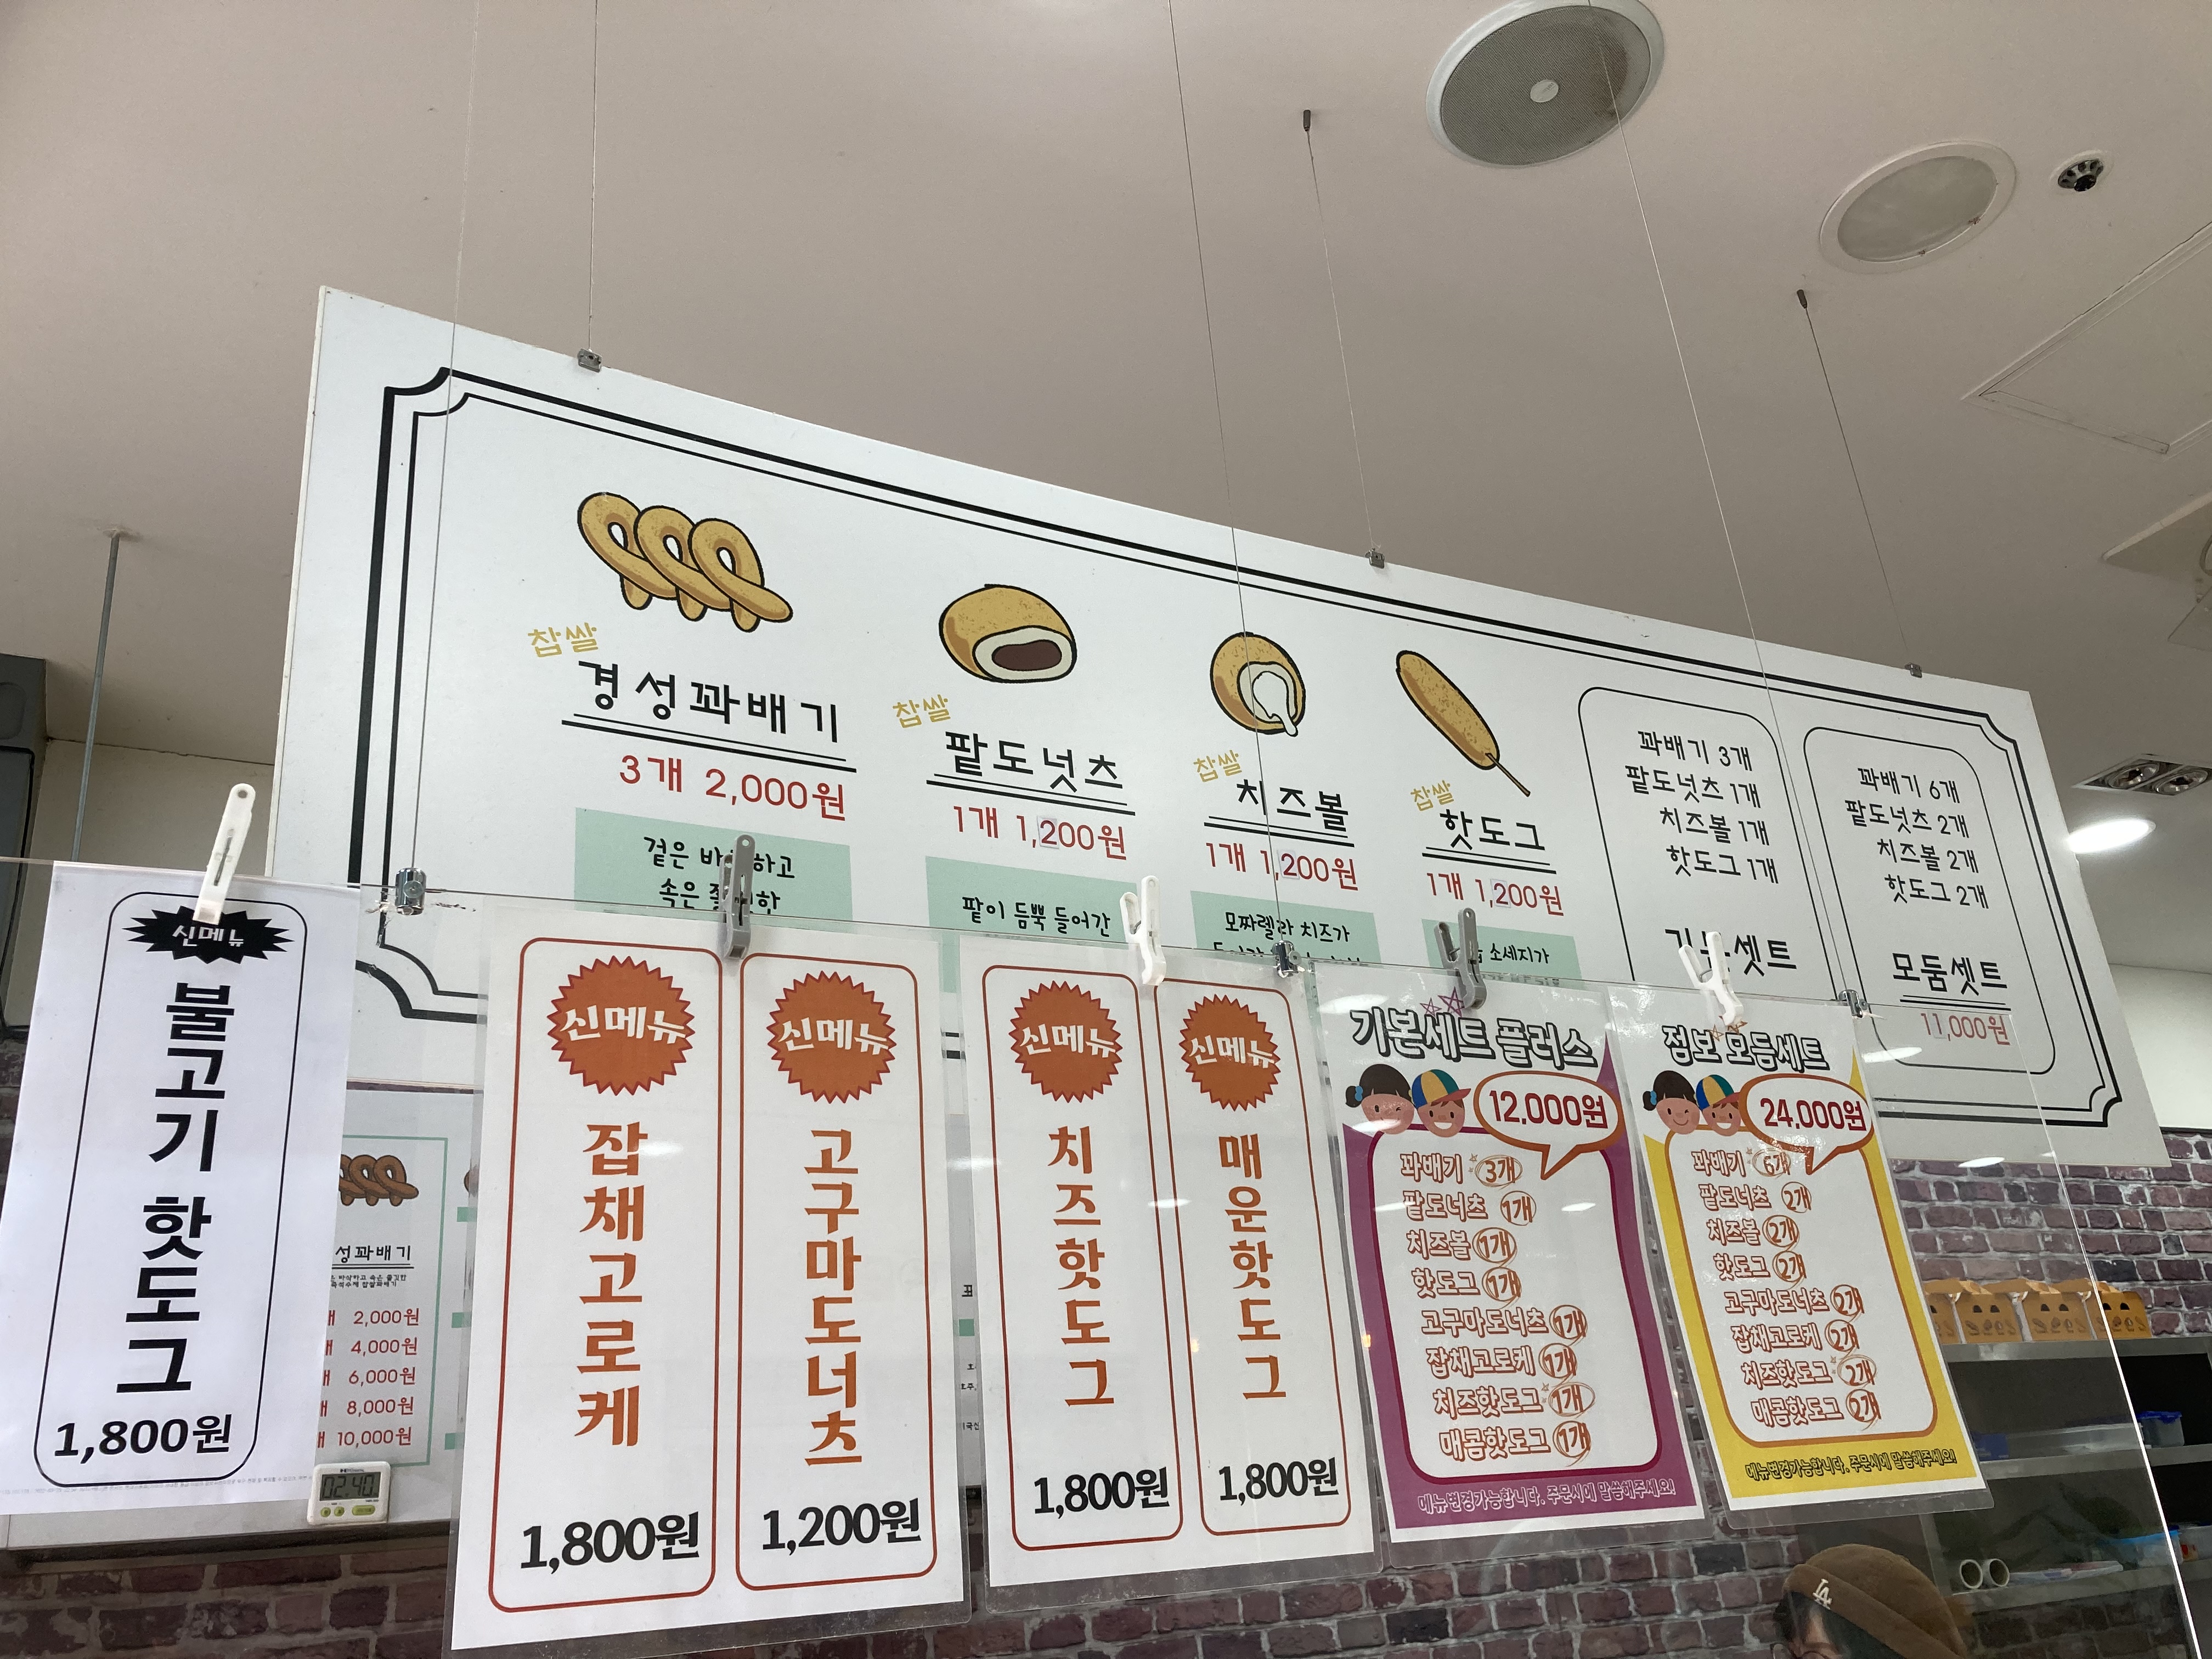 찹쌀
경성꽈배기
3개 2,000원
겉은 바하고
속은
찹쌀
팥도넛츠
1개 1,200원
팥이 듬뿍 들어간
찹쌀
치즈볼
1개 1,200원
모짜렐라 치즈가
찹쌀
핫도그
1개 1,200원
소세지가
꽈배기 3개
팥도넛츠 1개
치즈볼 1개
핫도그 1개
셋트
꽈배기 6개
팥도넛츠 2개
치즈볼 2개
핫도그 2개
모둠셋트
11,000원
신메뉴
불고기 핫도그
1,800원
성꽈배기
2,000원
4,000원
6,000원
8,000원
10,000원
02:40
신메뉴
잡채고로케
1,800원
신메뉴
고구마도너츠
1,200원
신메뉴
치즈핫도그
1,800원
신메뉴
매운핫도그
1,800원
기본세트 플러스
12,000원
꽈배기 3개
팥도너츠 1개
치즈볼 1개
핫도그 1개
고구마도너츠 1개
잡채고로케 1개
치즈핫도그 1개
매콤핫도그 1개
메뉴변경가능합니다. 주문시에 말씀해주세요!
점보 모듬세트
24,000원
꽈배기 6개
팥도너츠 2개
치즈볼 2개
핫도그 2개
고구마도너츠 2개
잡채고로케 2개
치즈핫도그 2개
매콤핫도그 2개
메뉴변경가능합니다. 주문시에 말씀해주세요!
LA